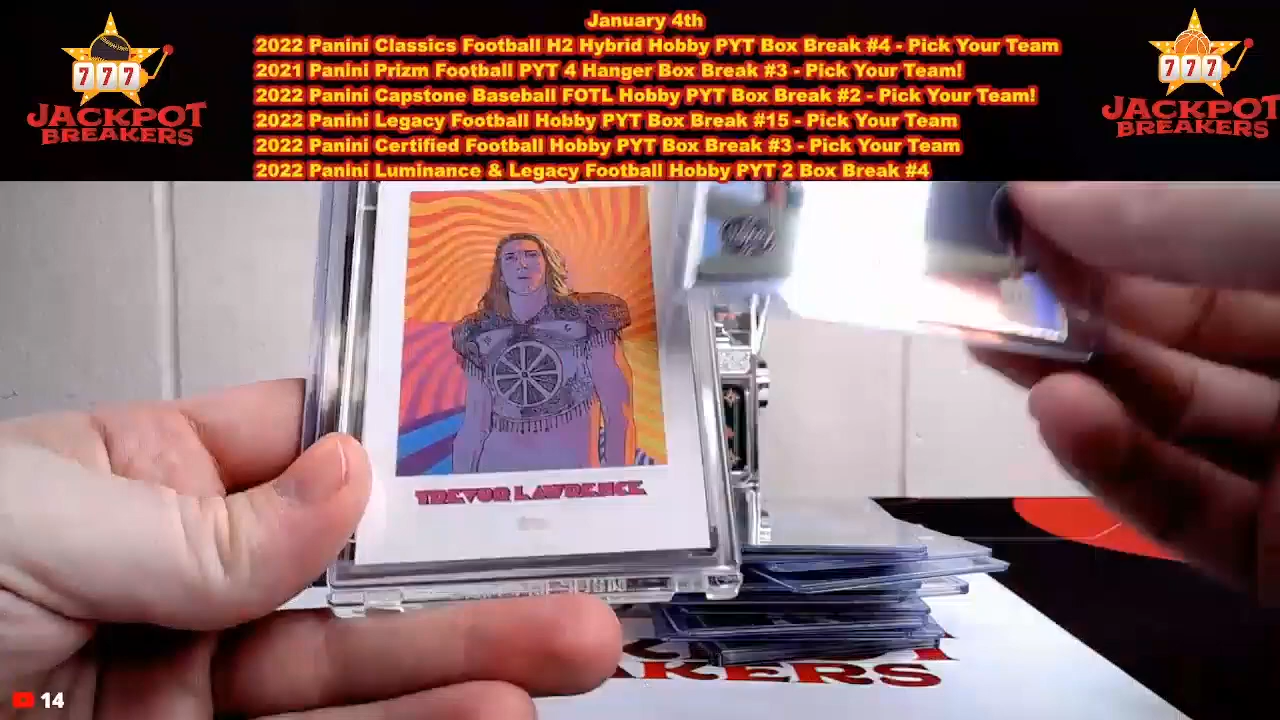 January 4th
2022 Panini Classics Football H2 Hybrid Hobby PYT Box Break #4 - Pick Your Team
2021 Panini Prizm Football PYT 4 Hanger Box Break #3 - Pick Your Team!
2022 Panini Capstone Baseball FOTL Hobby PYT Box Break #2 - Pick Your Team!
2022 Panini Legacy Football Hobby PYT Box Break #15 - Pick Your Team
2022 Panini Certified Football Hobby PYT Box Break #3 - Pick Your Team
2022 Panini Luminance & Legacy Football Hobby PYT 2 Box Break #4
777
JACKPOT
BREAKERS
777
JACKPOT
BREAKERS
TREVOR LAWRENCE
14